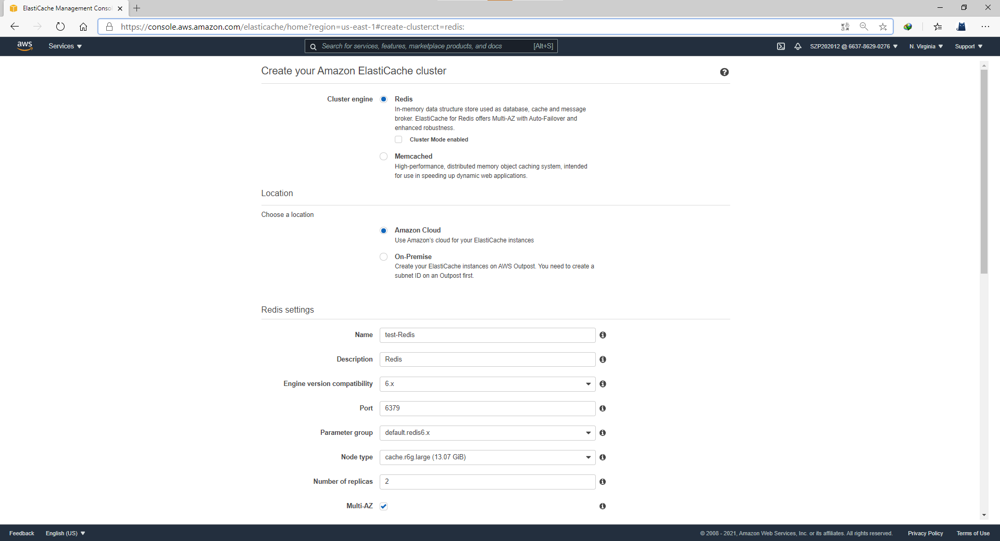 ElastiCache Management Conso
https://console.aws.amazon.com/elasticache/home?region=us-east-1#create-cluster:ct=redis:
aws Services Search for services, features, marketplace products, and docs [Alt+S] SZP202012 @ 6637-8629-0276 N. Virginia Support
Create your Amazon ElastiCache cluster
Cluster engine Redis
In-memory data structure store used as database, cache and message
broker. ElastiCache for Redis offers Multi-AZ with Auto-Failover and
enhanced robustness.
Cluster Mode enabled
Memcached
High-performance, distributed memory object caching system, intended
for use in speeding up dynamic web applications.
Location
Choose a location
Amazon Cloud
Use Amazon's cloud for your ElastiCache instances
On-Premise
Create your ElastiCache instances on AWS Outpost. You need to create a
subnet ID on an Outpost first.
Redis settings
Name test-Redis
Description Redis
Engine version compatibility 6.x
Port 6379
Parameter group default.redis6.x
Node type cache.r6g.large (13.07 GiB)
Number of replicas 2
Multi-AZ
Feedback English (US) © 2008 - 2021, Amazon Web Services, Inc. or its affiliates. All rights reserved. Privacy Policy Terms of Use